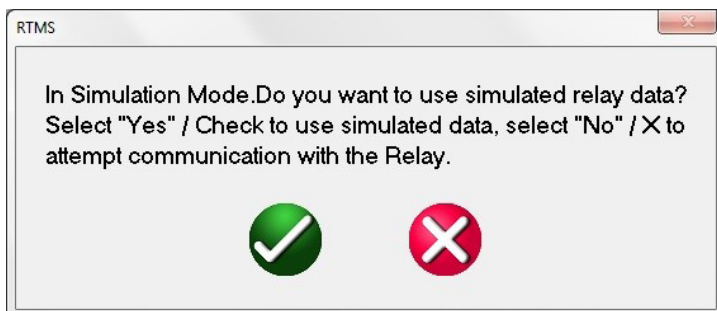 RTMS
In Simulation Mode.Do you want to use simulated relay data?
Select "Yes" / Check to use simulated data, select "No" / X to
attempt communication with the Relay.